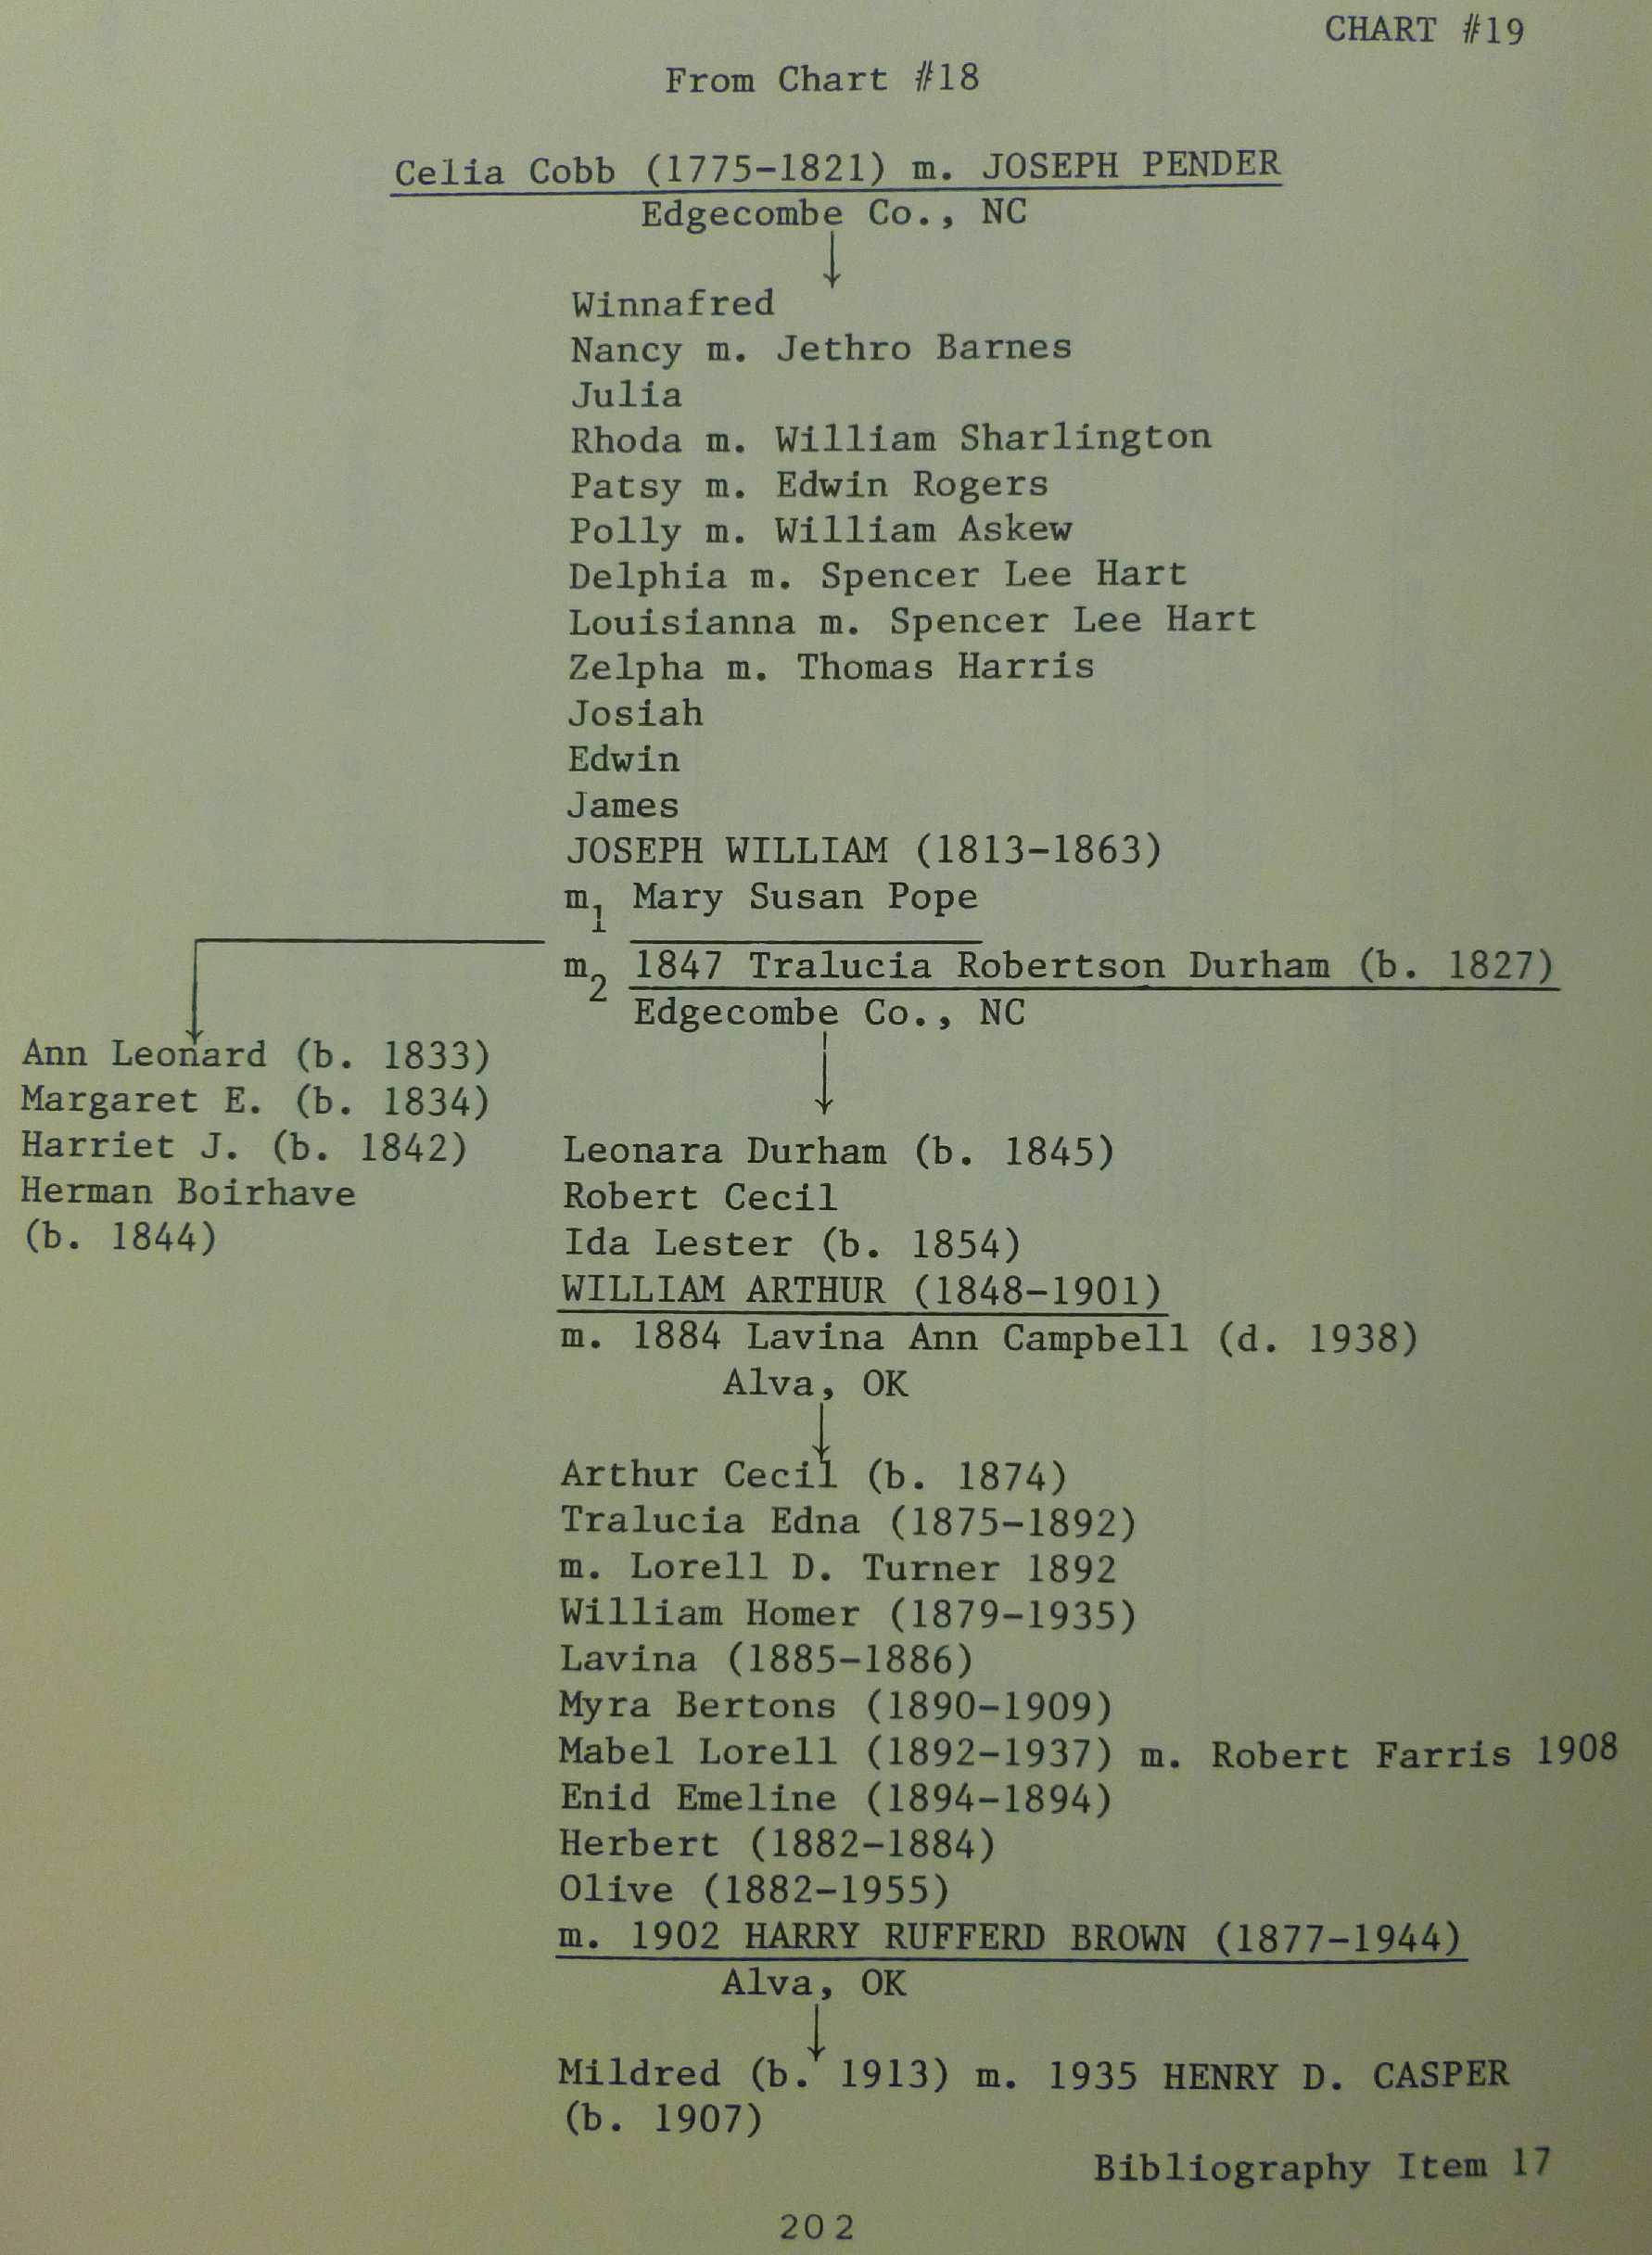 CHART #19
From Chart #18
Celia Cobb (1775-1821) m. JOSEPH PENDER
Edgecombe Co., NC
Winnafred
Nancy m. Jethro Barnes
Julia
Rhoda m. William Sharlington
Patsy m. Edwin Rogers
Polly m. William Askew
Delphia m. Spencer Lee Hart
Louisianna m. Spencer Lee Hart
Zelpha m. Thomas Harris
Josiah
Edwin
James
JOSEPH WILLIAM (1813-1863)
m1 Mary Susan Pope
m2 1847 Tralucia Robertson Durham (b. 1827)
Edgecombe Co., NC
Ann Leonard (b. 1833)
Margaret E. (b. 1834)
Harriet J. (b. 1842)
Herman Boirhave
(b. 1844)
Leonara Durham (b. 1845)
Robert Cecil
Ida Lester (b. 1854)
WILLIAM ARTHUR (1848-1901)
m. 1884 Lavina Ann Campbell (d. 1938)
Alva, OK
Arthur Cecil (b. 1874)
Tralucia Edna (1875-1892)
m. Lorell D. Turner 1892
William Homer (1879-1935)
Lavina (1885-1886)
Myra Bertons (1890-1909)
Mabel Lorell (1892-1937) m. Robert Farris 1908
Enid Emeline (1894-1894)
Herbert (1882-1884)
Olive (1882-1955)
m. 1902 HARRY RUFFERD BROWN (1877-1944)
Alva, OK
Mildred (b. 1913) m. 1935 HENRY D. CASPER
(b. 1907)
Bibliography Item 17
202